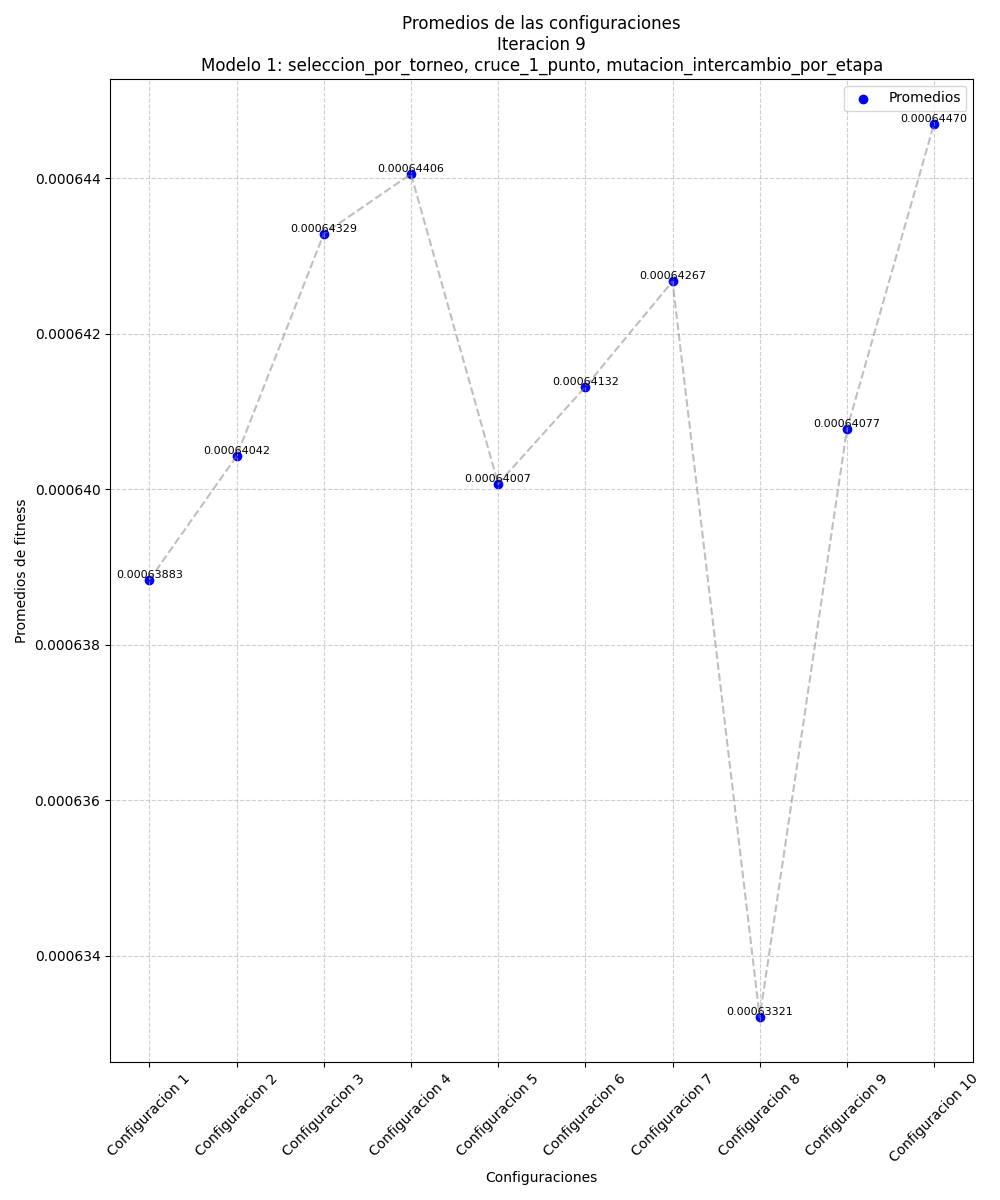 Promedios de las configuraciones
Iteracion 9
Modelo 1: seleccion_por_torneo, cruce_1_punto, mutacion_intercambio_por_etapa
Promedios
0.00064470
0.00064406
0.00064329
0.00064267
0.00064132
0.00064077
0.00064042
0.00064007
0.00063883
0.00063321
0.000644
0.000642
0.000640
0.000638
0.000636
0.000634
Promedios de fitness
Configuracion 1
Configuracion 2
Configuracion 3
Configuracion 4
Configuracion 5
Configuracion 6
Configuracion 7
Configuracion 8
Configuracion 9
Configuracion 10
Configuraciones